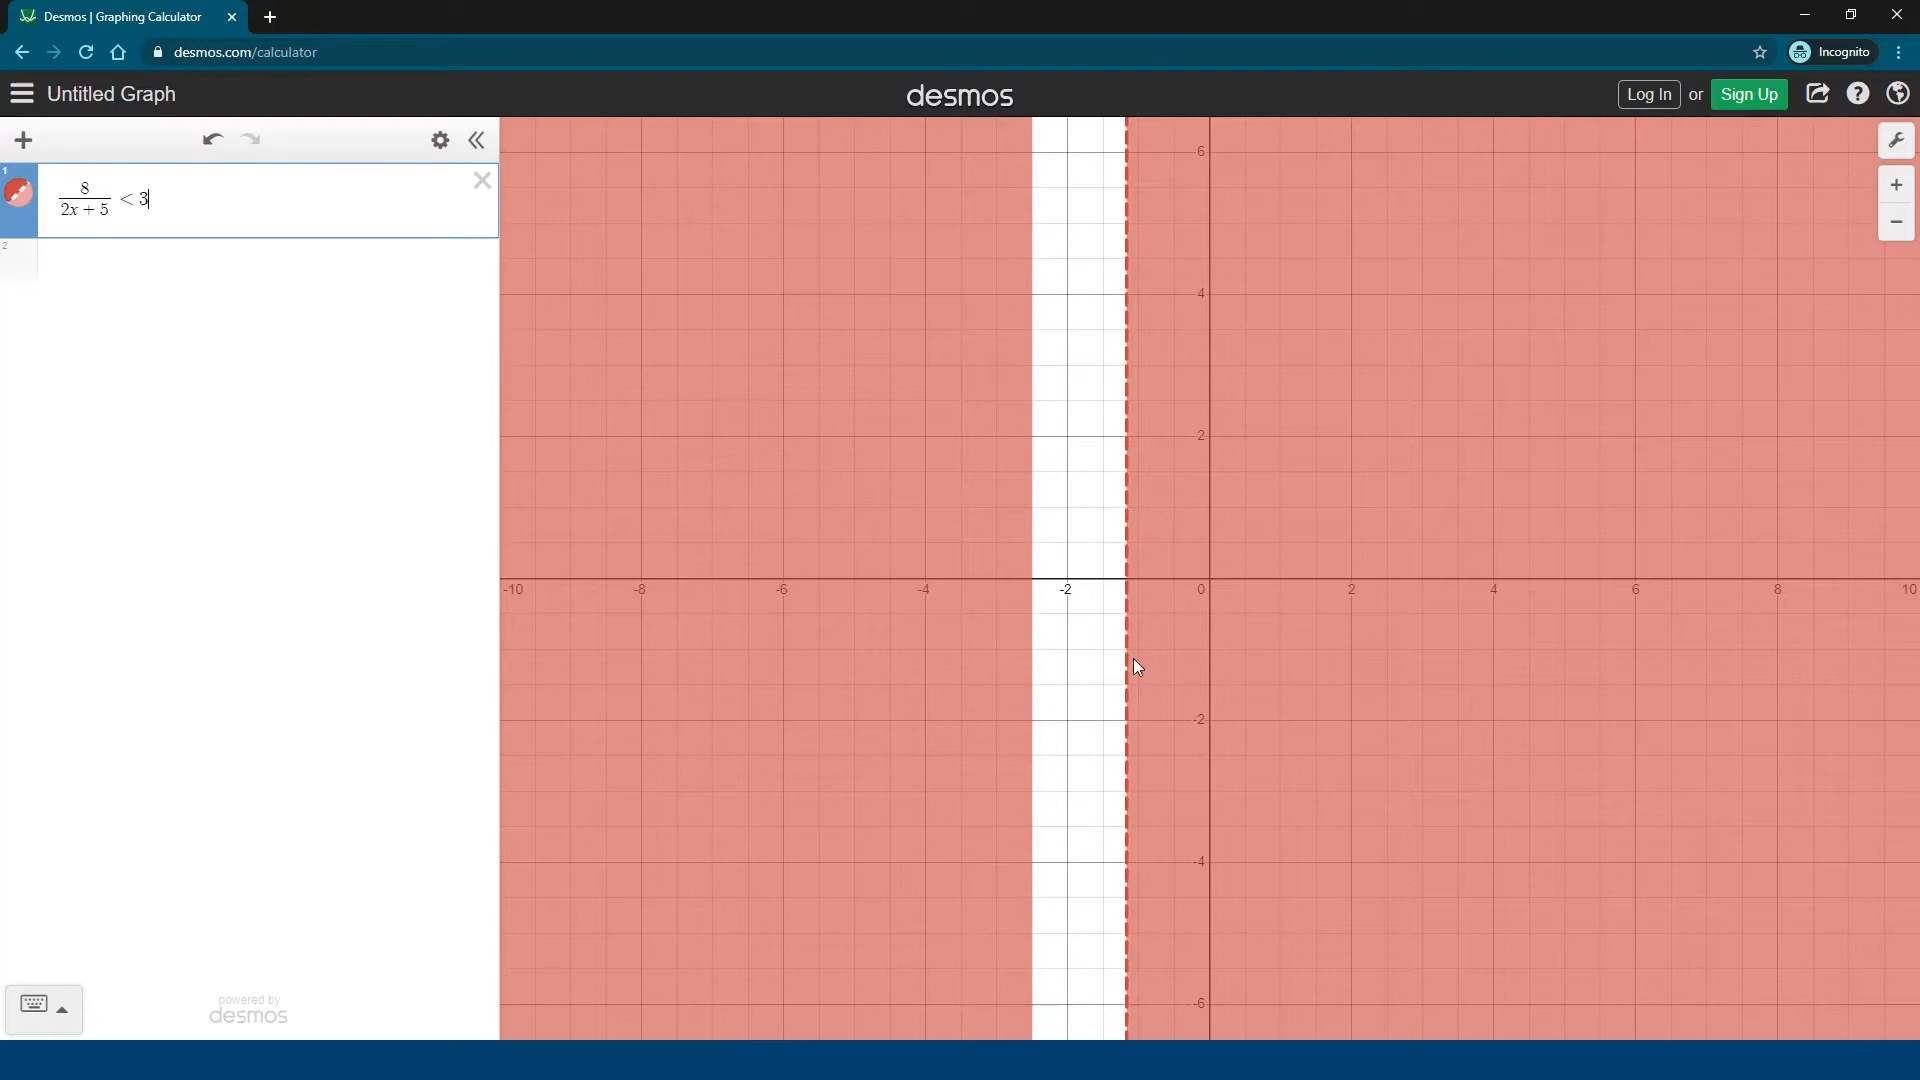 Desmos | Graphing Calculator
desmos.com/calculator
Incognito
Untitled Graph
desmos
Log In or Sign Up
1
8
2x + 5
< 3
2
6
4
2
-10 -8 -6 -4 -2 0 2 4 6 8 10
-2
-4
-6
powered by
desmos